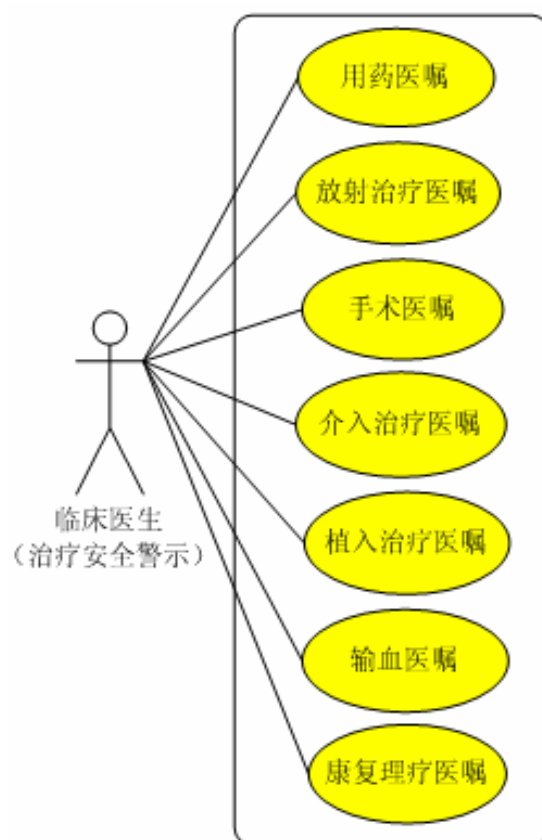 用药医嘱
放射治疗医嘱
手术医嘱
介入治疗医嘱
临床医生
（治疗安全警示）
植入治疗医嘱
输血医嘱
康复理疗医嘱